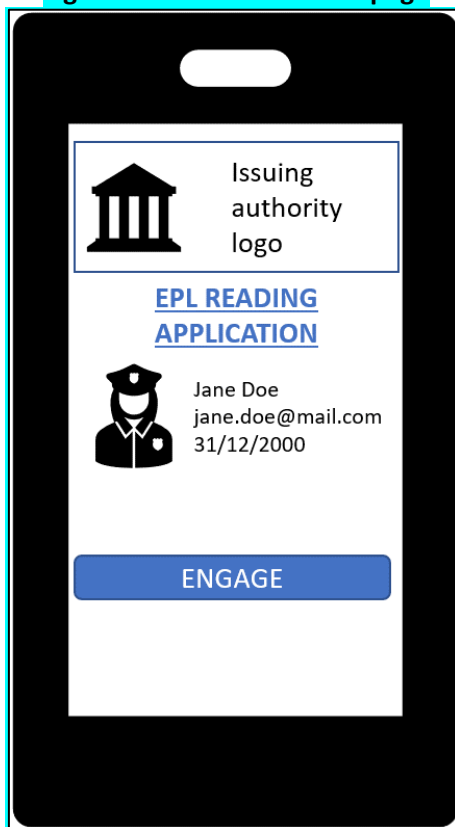 Issuing
authority
logo
EPL READING
APPLICATION
Jane Doe
jane.doe@mail.com
31/12/2000
ENGAGE